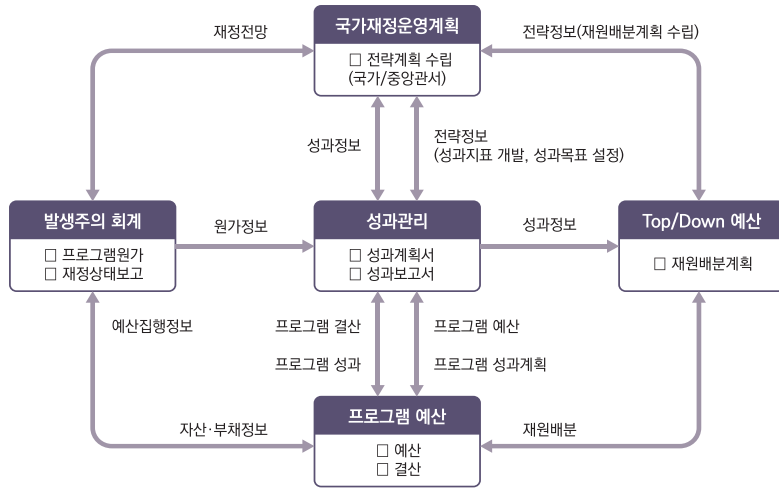 국가재정운영계획
□ 전략계획 수립
(국가/중앙관서)
재정전망
전략정보(재원배분계획 수립)
성과정보
전략정보
(성과지표 개발, 성과목표 설정)
발생주의 회계
□ 프로그램원가
□ 재정상태보고
원가정보
성과관리
□ 성과계획서
□ 성과보고서
성과정보
Top/Down 예산
□ 재원배분계획
예산집행정보
프로그램 결산
프로그램 성과
프로그램 예산
프로그램 성과계획
자산·부채정보
프로그램 예산
□ 예산
□ 결산
재원배분